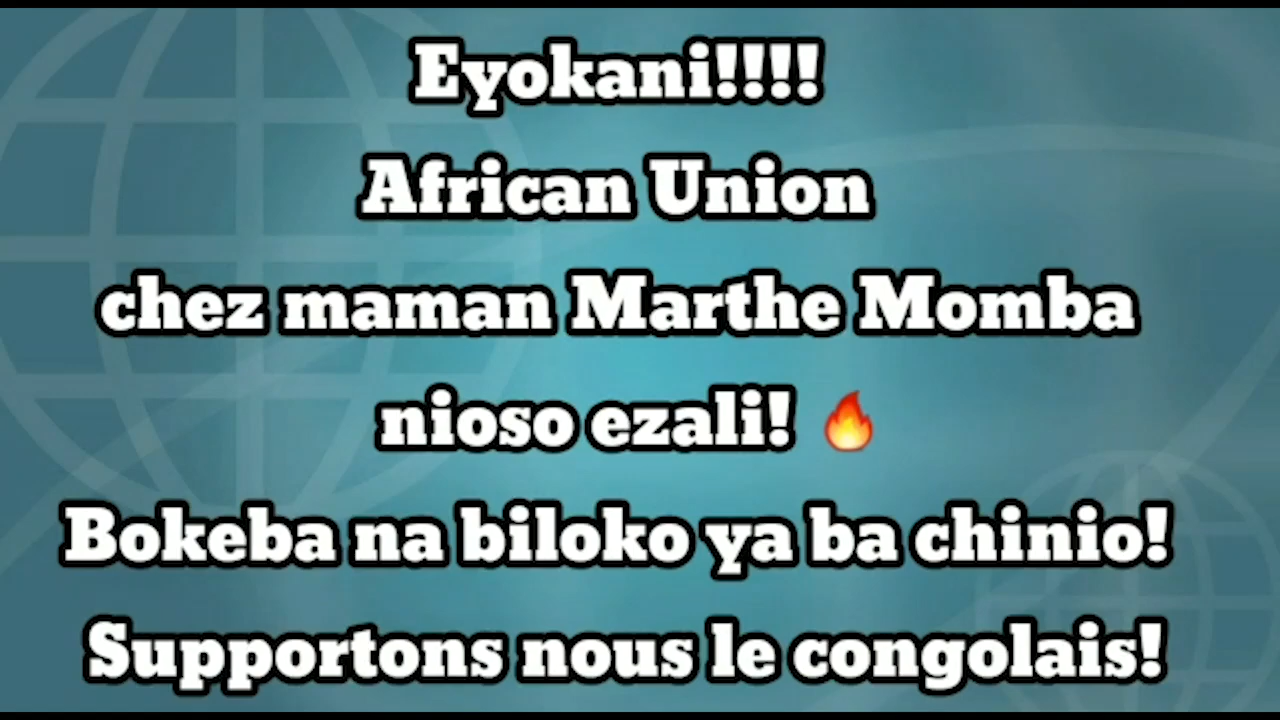 Eyokani!!!!
African Union
chez maman Marthe Momba
nioso ezali! 🔥
Bokeba na biloko ya ba chinio!
Supportons nous le congolais!